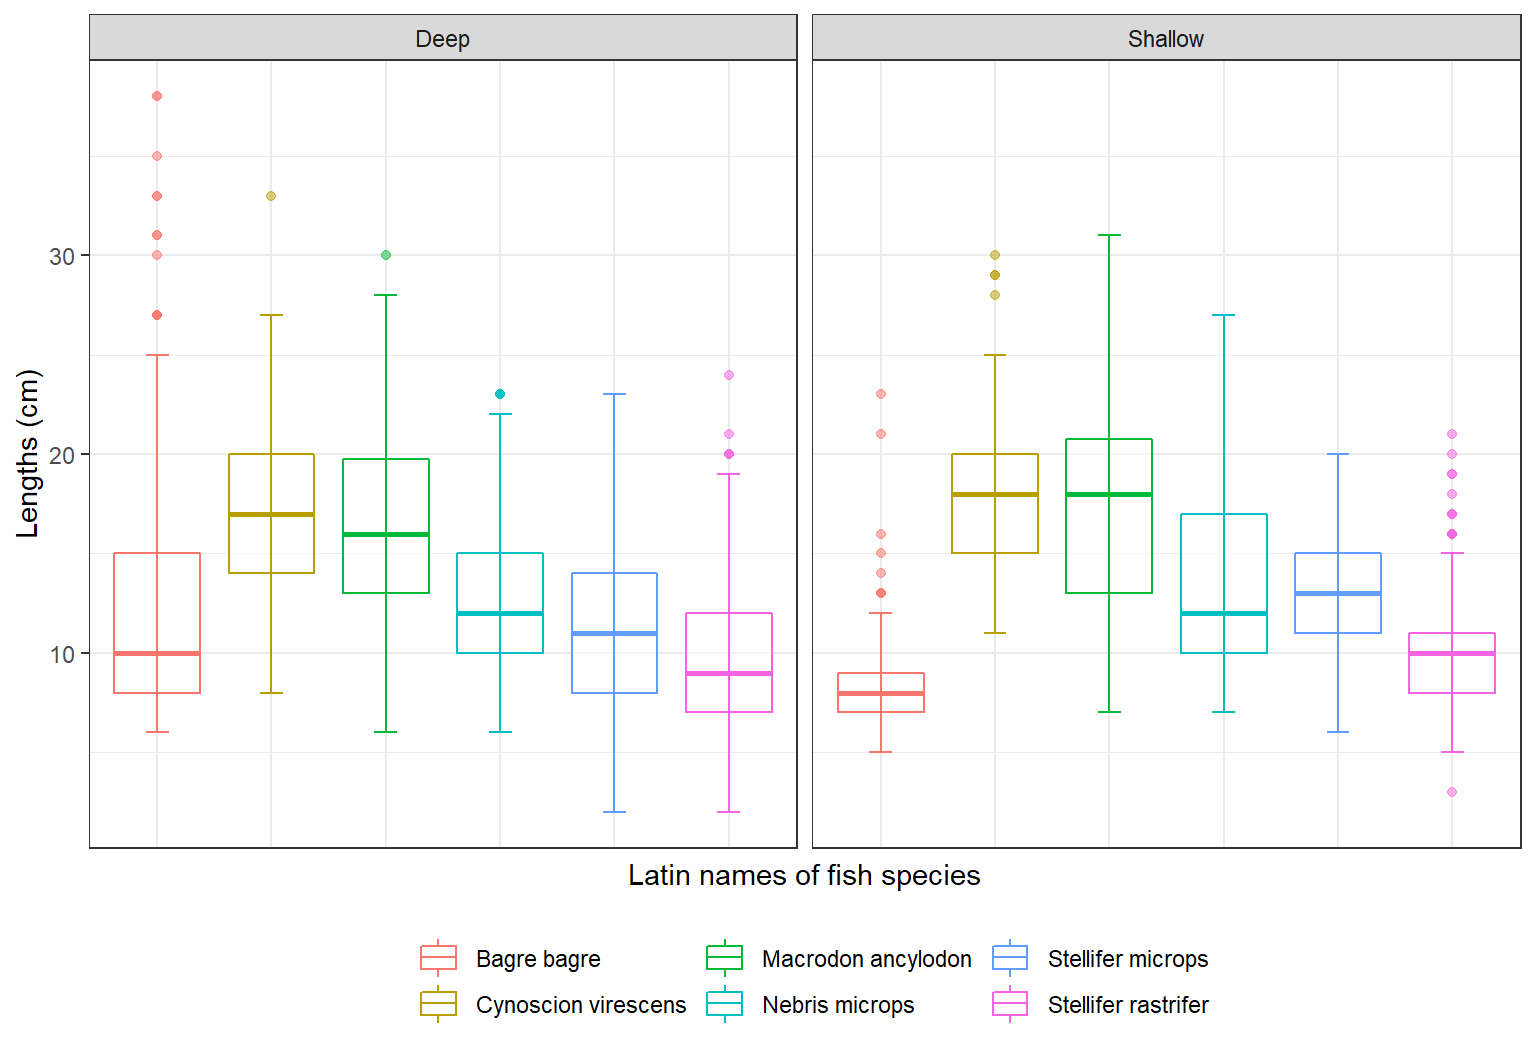 Deep
Shallow
30
20
10
Lengths (cm)
Latin names of fish species
Bagre bagre
Macrodon ancylodon
Stellifer microps
Cynoscion virescens
Nebris microps
Stellifer rastrifer